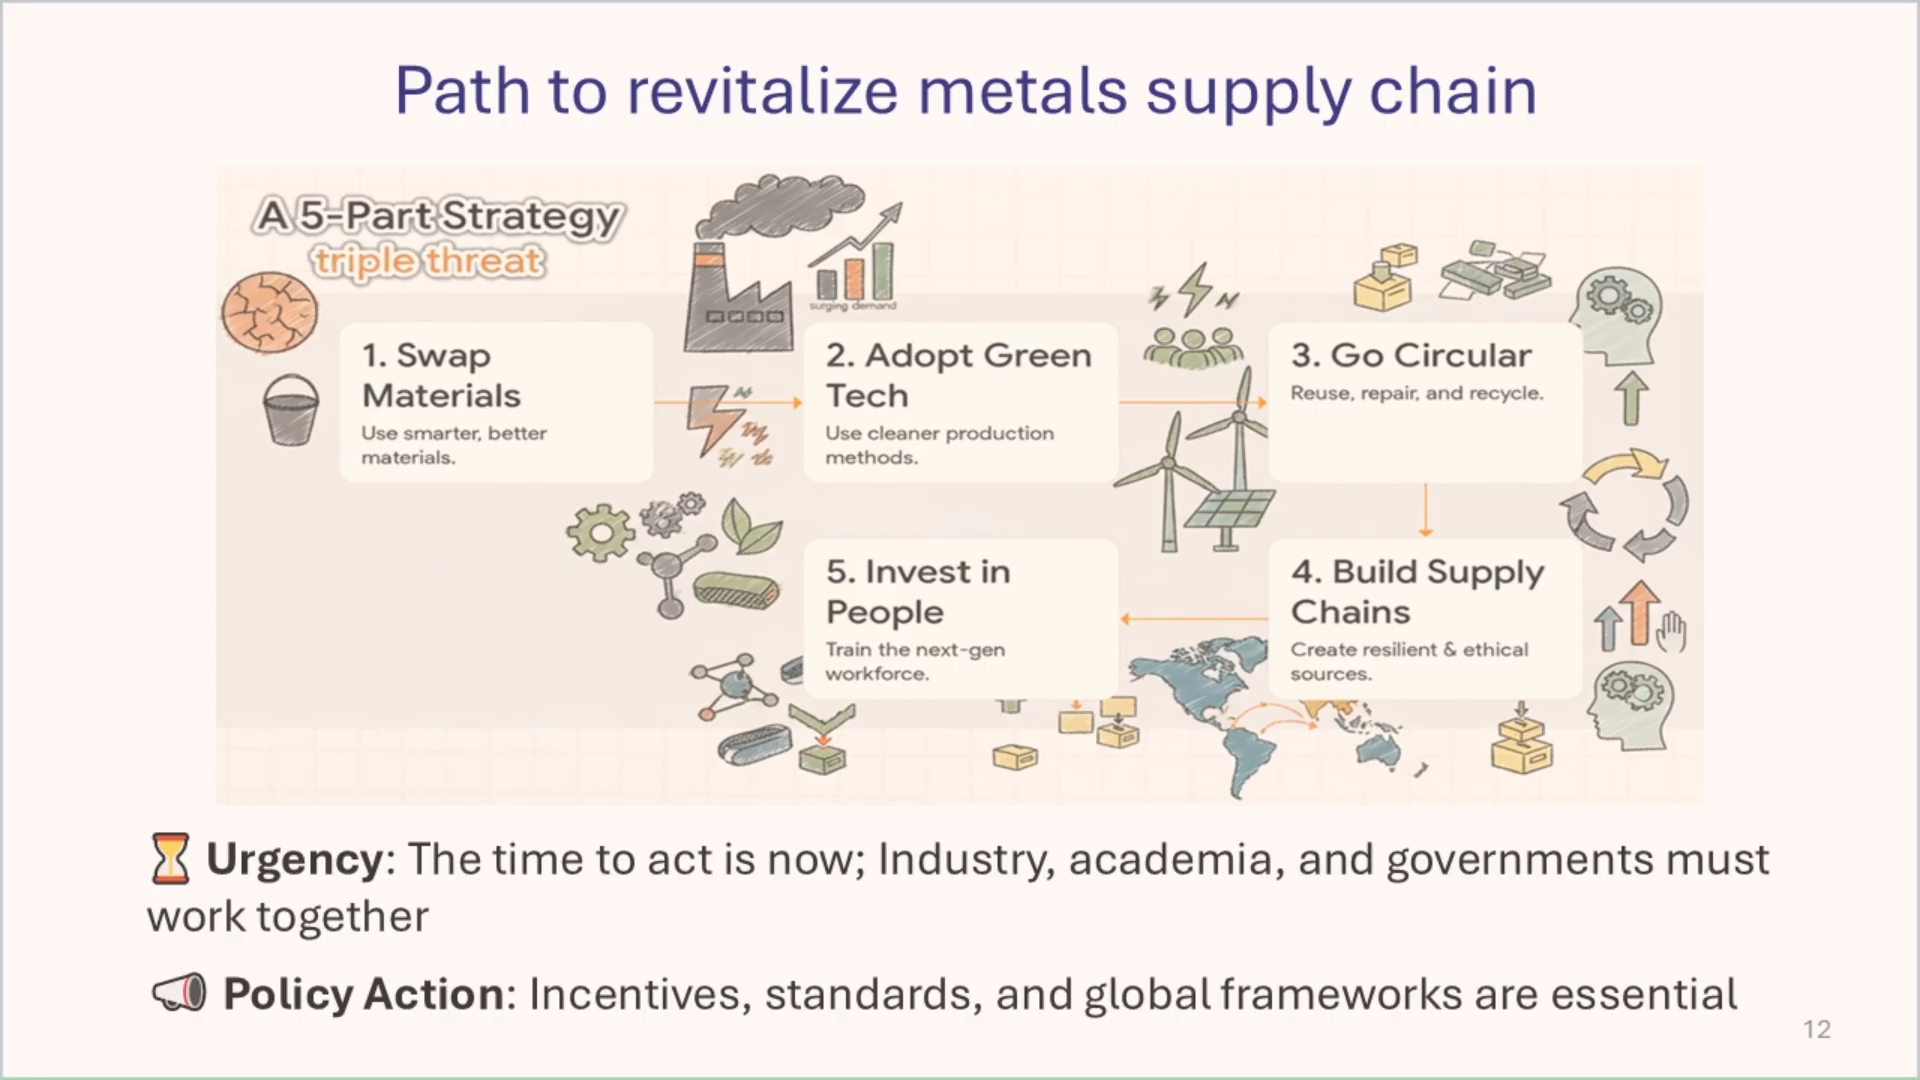 Path to revitalize metals supply chain
A 5-Part Strategy
triple threat
surging demand
1. Swap
Materials
Use smarter, better
materials.
2. Adopt Green
Tech
Use cleaner production
methods.
3. Go Circular
Reuse, repair, and recycle.
4. Build Supply
Chains
Create resilient & ethical
sources.
5. Invest in
People
Train the next-gen
workforce.
⏳ Urgency: The time to act is now; Industry, academia, and governments must
work together
📢 Policy Action: Incentives, standards, and global frameworks are essential
12